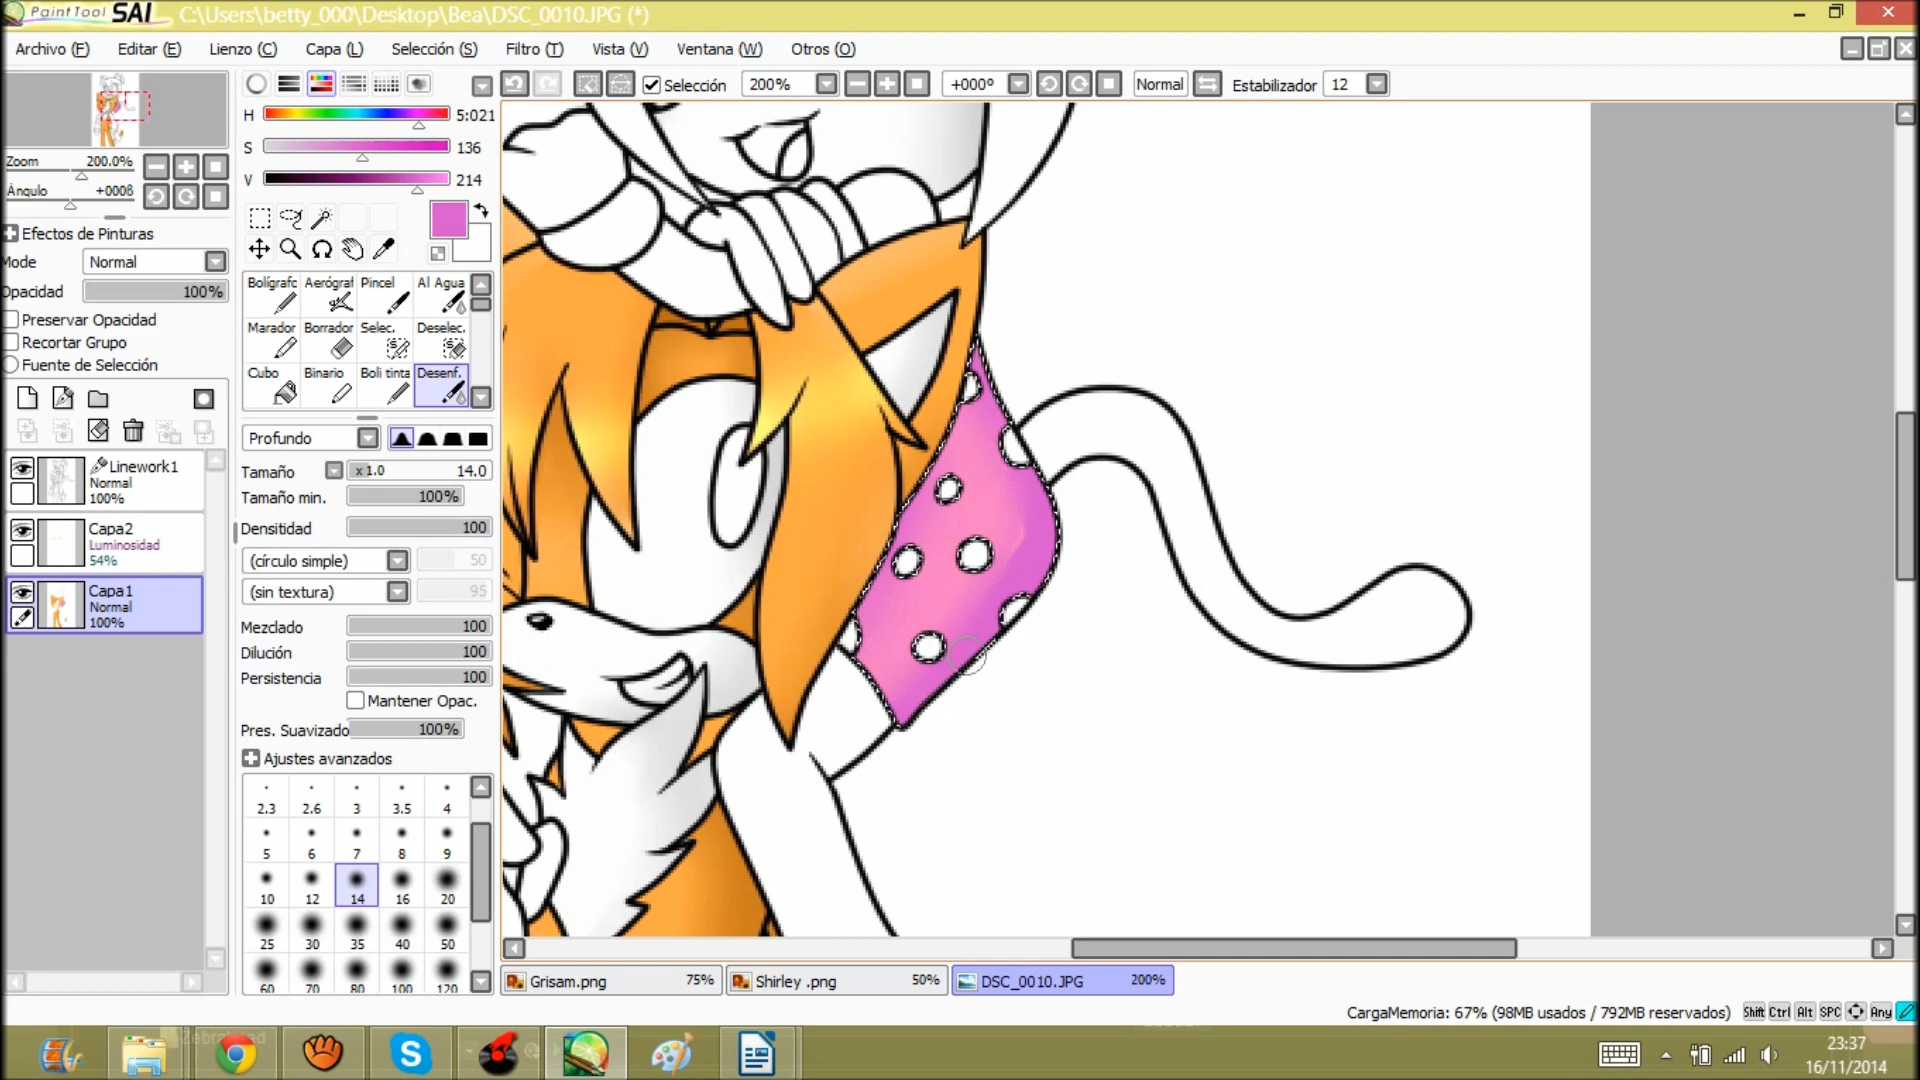 PaintTool SAI C:\Users\betty_000\Desktop\Bea\DSC_0010.JPG (*)
Archivo (F) Editar (E) Lienzo (C) Capa (L) Selección (S) Filtro (T) Vista (V) Ventana (W) Otros (O)
Selección 200% +000º Normal Estabilizador 12
H 5:021
S 136
V 214
Zoom 200.0%
Ángulo +000ß
Efectos de Pinturas
Mode Normal
Opacidad 100%
Preservar Opacidad
Recortar Grupo
Fuente de Selección
Linework1
Normal
100%
Capa2
Luminosidad
54%
Capa1
Normal
100%
Bolígrafc Aerógraf Pincel Al Agua
Marador Borrador Selec. Deselec.
Cubo Binario Boli tinta Desenf.
Profundo
Tamaño x1.0 14.0
Tamaño min. 100%
Densitidad 100
(círculo simple) 50
(sin textura) 95
Mezclado 100
Dilución 100
Persistencia 100
Mantener Opac.
Pres. Suavizado 100%
Ajustes avanzados
2.3 2.6 3 3.5 4
5 6 7 8 9
10 12 14 16 20
25 30 35 40 50
60 70 80 100 120
Grisam.png 75% Shirley .png 50% DSC_0010.JPG 200%
CargaMemoria: 67% (98MB usados / 792MB reservados) Shift Ctrl Alt SPC Any
23:37
16/11/2014